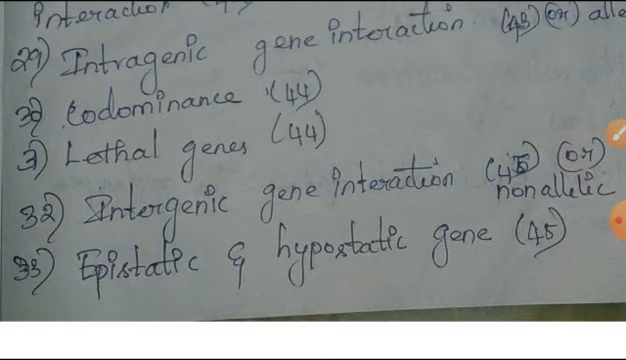 Interaction
29) Intragenic gene interaction (43) (or) alle
30) Codominance (44)
31) Lethal genes (44)
32) Intergenic gene interaction (45) (or)
nonallelic
33) Epistatic & hypostatic gene (45)